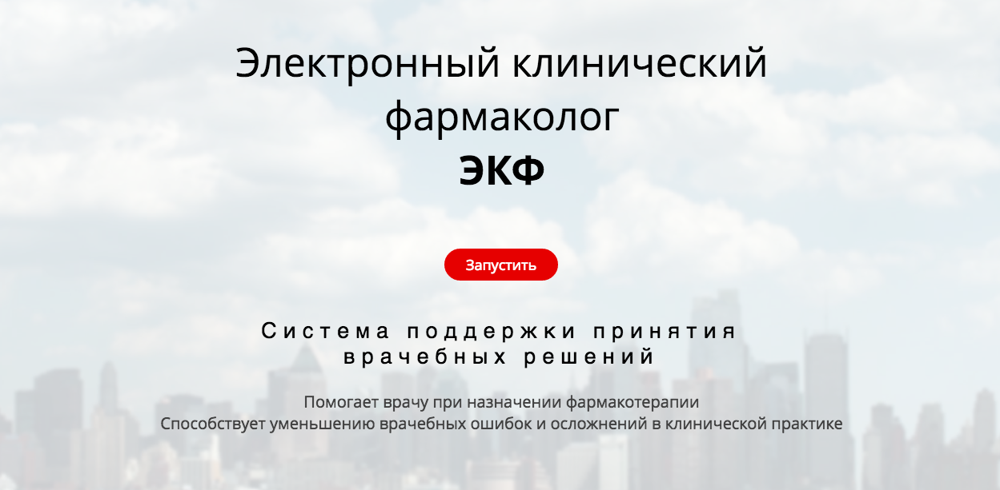 Электронный клинический
фармаколог
ЭКФ
Запустить
Система поддержки принятия
врачебных решений
Помогает врачу при назначении фармакотерапии
Способствует уменьшению врачебных ошибок и осложнений в клинической практике